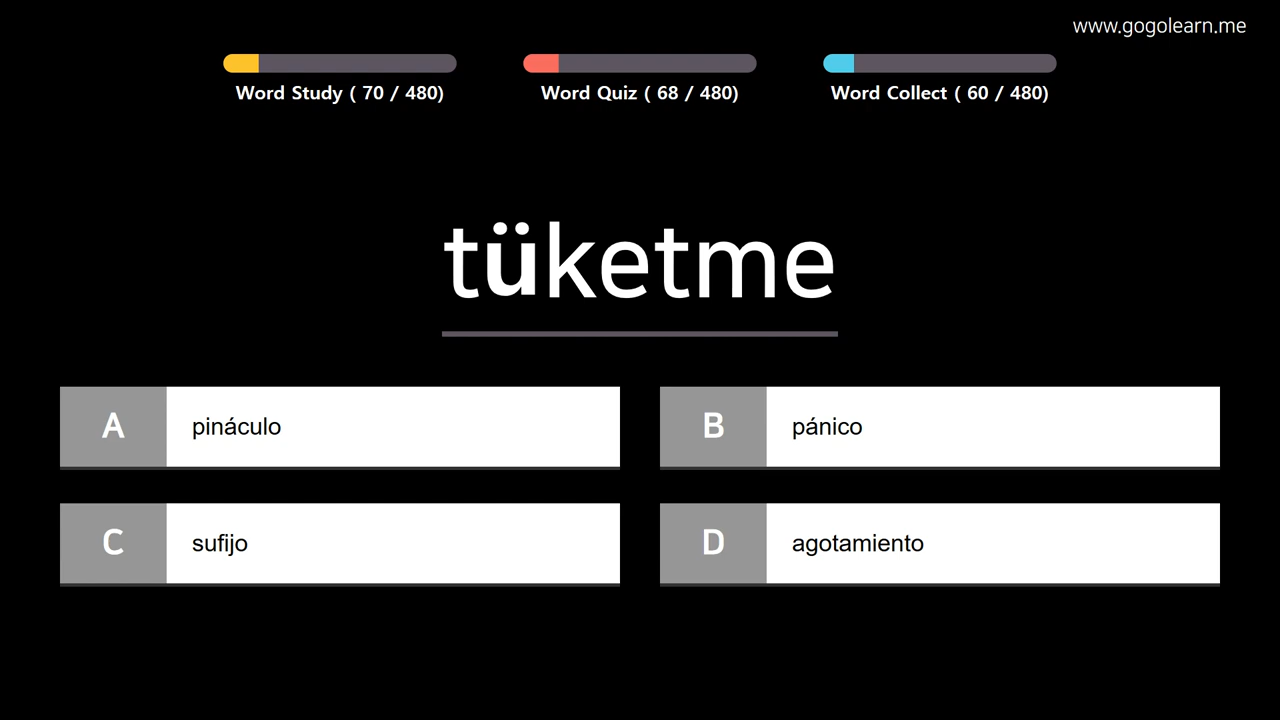 www.gogolearn.me
Word Study ( 70 / 480)
Word Quiz ( 68 / 480)
Word Collect ( 60 / 480)
tüketme
A pináculo
B pánico
C sufijo
D agotamiento